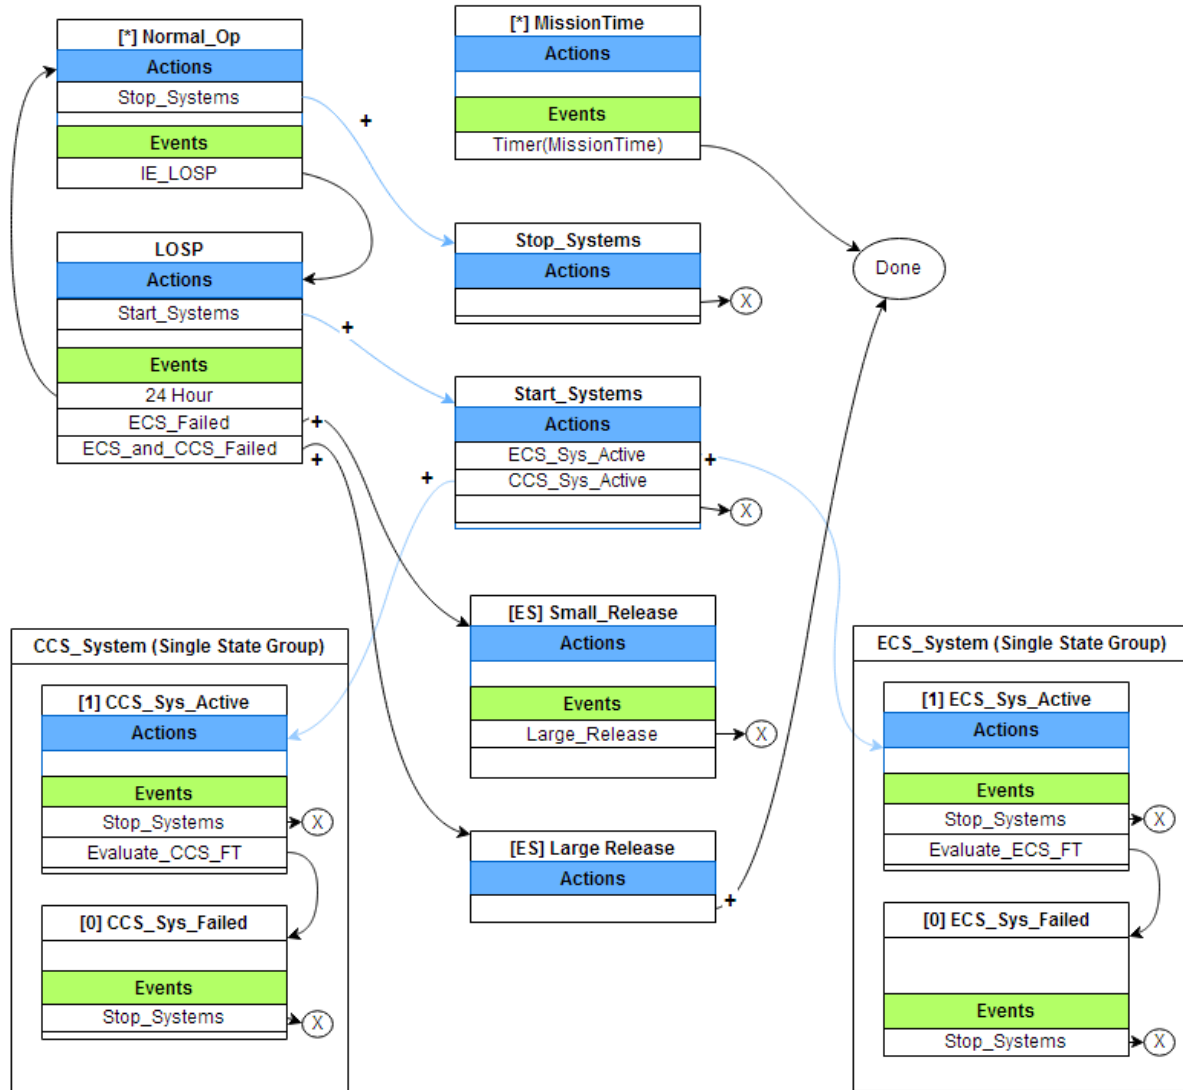 [*] Normal_Op
Actions
Stop_Systems
Events
IE_LOSP
[*] MissionTime
Actions
Events
Timer(MissionTime)
+
LOSP
Actions
Start_Systems
Events
24 Hour
ECS_Failed
ECS_and_CCS_Failed
+
+
+
Stop_Systems
Actions
X
Done
Start_Systems
Actions
ECS_Sys_Active
CCS_Sys_Active
+
+
X
[ES] Small_Release
Actions
Events
Large_Release
X
[ES] Large Release
Actions
+
CCS_System (Single State Group)
[1] CCS_Sys_Active
Actions
Events
Stop_Systems
X
Evaluate_CCS_FT
[0] CCS_Sys_Failed
Events
Stop_Systems
X
ECS_System (Single State Group)
[1] ECS_Sys_Active
Actions
Events
Stop_Systems
X
Evaluate_ECS_FT
[0] ECS_Sys_Failed
Events
Stop_Systems
X